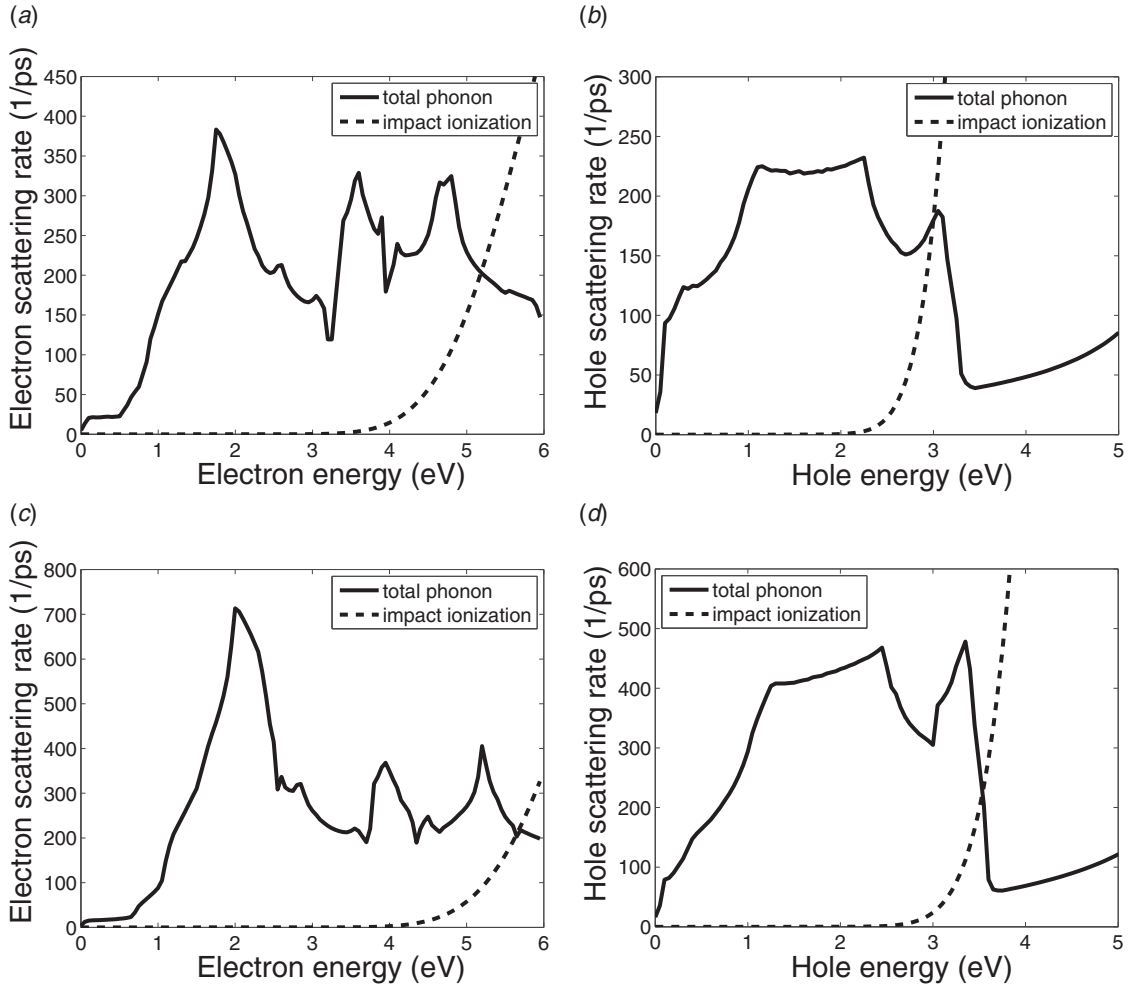 (a)
Electron scattering rate (1/ps)
450
400
350
300
250
200
150
100
50
0
total phonon
impact ionization
0 1 2 3 4 5 6
Electron energy (eV)
(b)
Hole scattering rate (1/ps)
300
250
200
150
100
50
0
total phonon
impact ionization
0 1 2 3 4 5
Hole energy (eV)
(c)
Electron scattering rate (1/ps)
800
700
600
500
400
300
200
100
0
total phonon
impact ionization
0 1 2 3 4 5 6
Electron energy (eV)
(d)
Hole scattering rate (1/ps)
600
500
400
300
200
100
0
total phonon
impact ionization
0 1 2 3 4 5
Hole energy (eV)